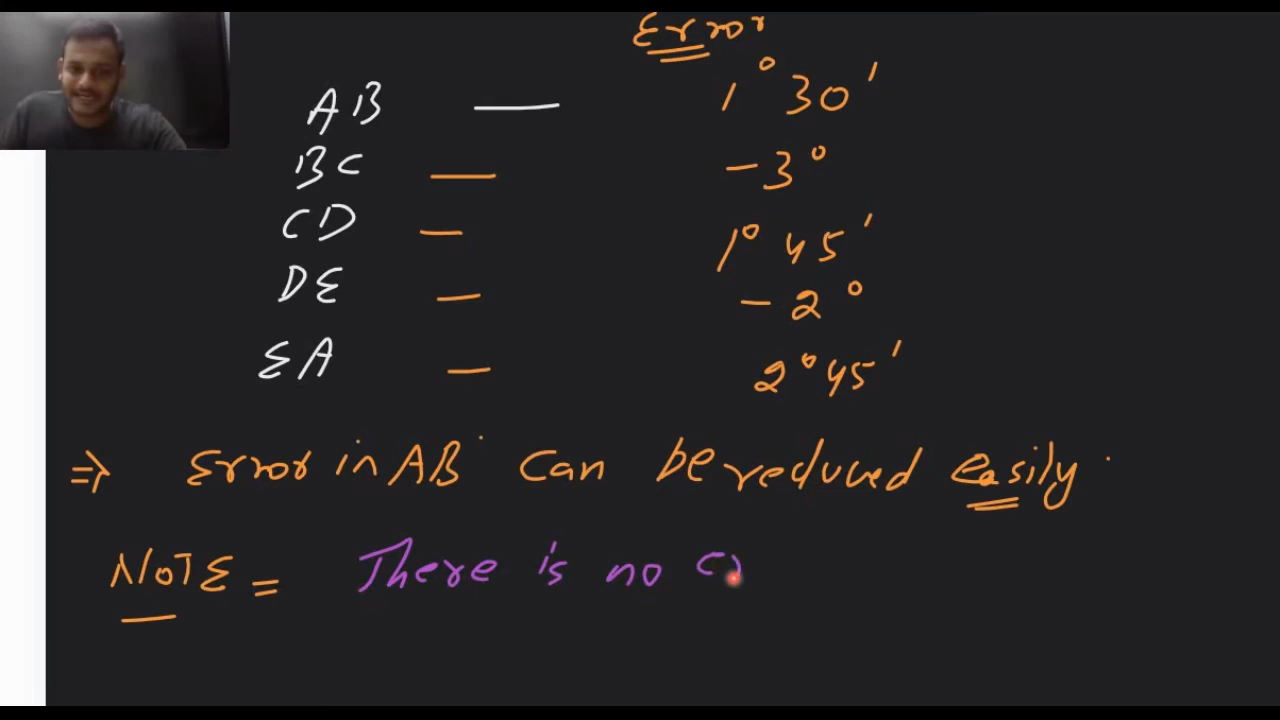 Error
AB — 1° 30'
BC — -3°
CD — 1° 45'
DE — -2°
EA — 2° 45'
⇒ Error in AB can be reduced easily.
NOTE = There is no